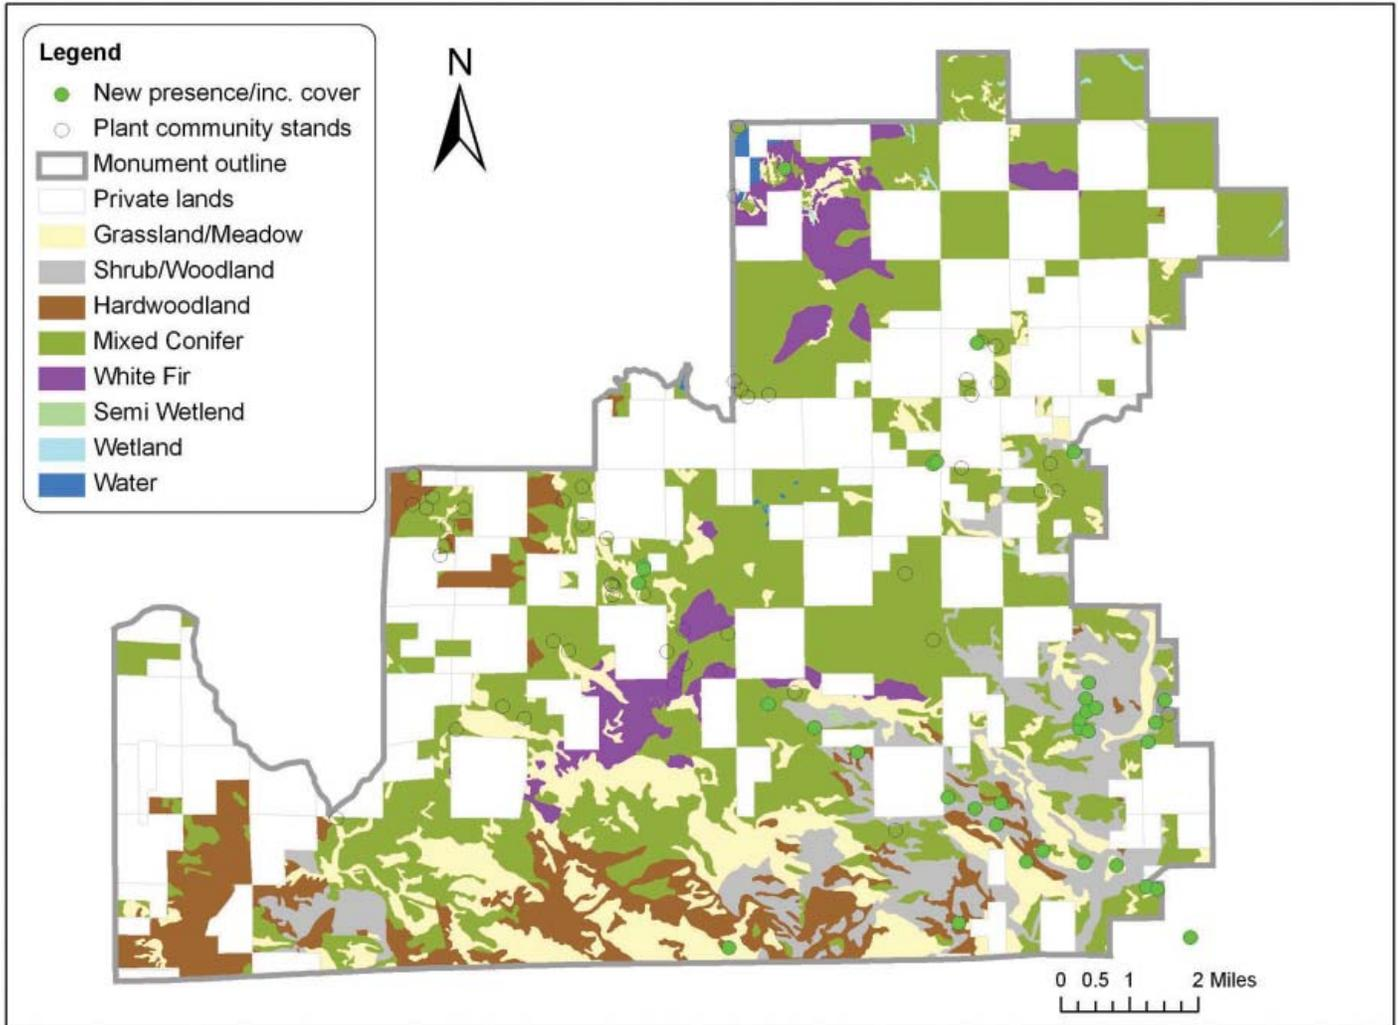 Legend
New presence/inc. cover
Plant community stands
Monument outline
Private lands
Grassland/Meadow
Shrub/Woodland
Hardwoodland
Mixed Conifer
White Fir
Semi Wetlend
Wetland
Water
N
0 0.5 1 2 Miles